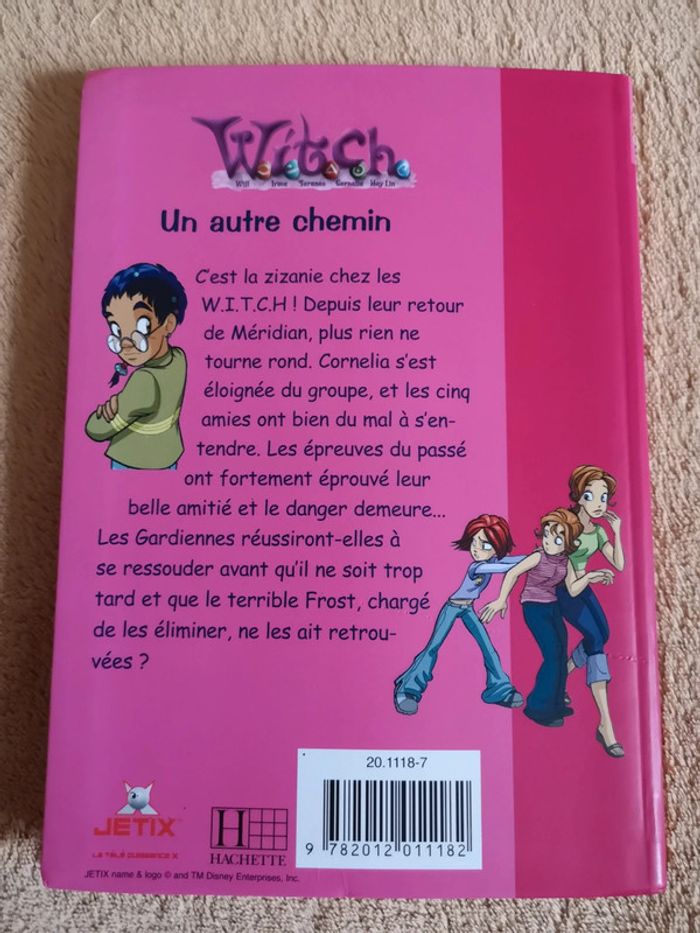 W.i.t.c.h.
Will Irma Taranee Cornelia Hay Lin
Un autre chemin
C'est la zizanie chez les
W.I.T.C.H ! Depuis leur retour
de Méridian, plus rien ne
tourne rond. Cornelia s'est
éloignée du groupe, et les cinq
amies ont bien du mal à s'en-
tendre. Les épreuves du passé
ont fortement éprouvé leur
belle amitié et le danger demeure...
Les Gardiennes réussiront-elles à
se ressouder avant qu'il ne soit trop
tard et que le terrible Frost, chargé
de les éliminer, ne les ait retrou-
vées ?
20.1118-7
9 782012 011182
JETIX™
LA TÉLÉ PUISSANCE X
H
HACHETTE
JETIX name & logo © and TM Disney Enterprises, Inc.